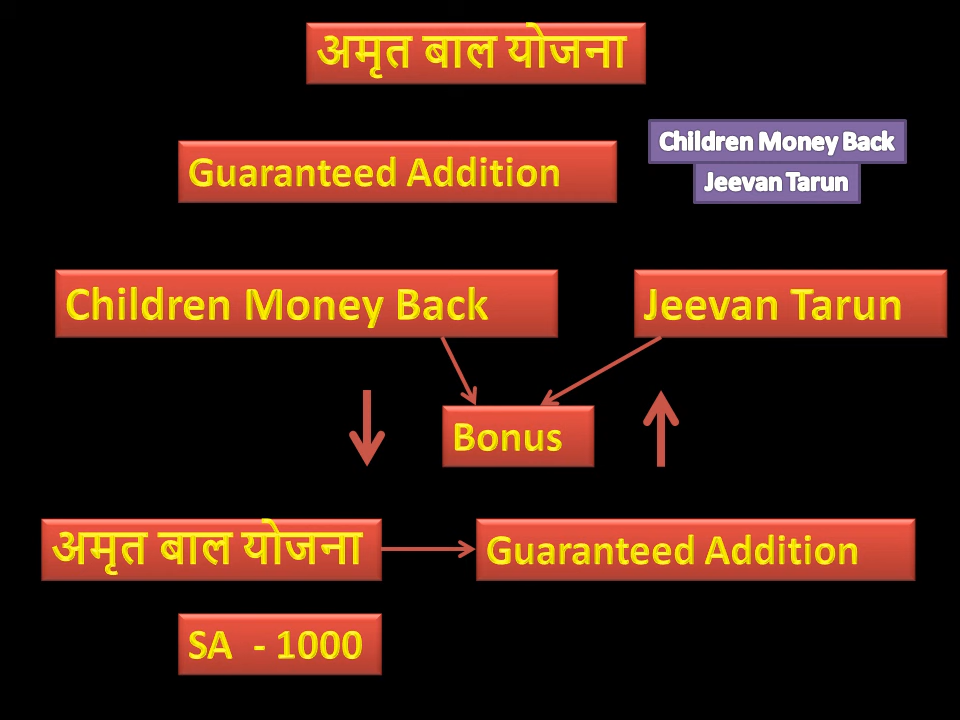 अमृत बाल योजना
Children Money Back
Guaranteed Addition
Jeevan Tarun
Children Money Back
Jeevan Tarun
Bonus
अमृत बाल योजना
Guaranteed Addition
SA - 1000